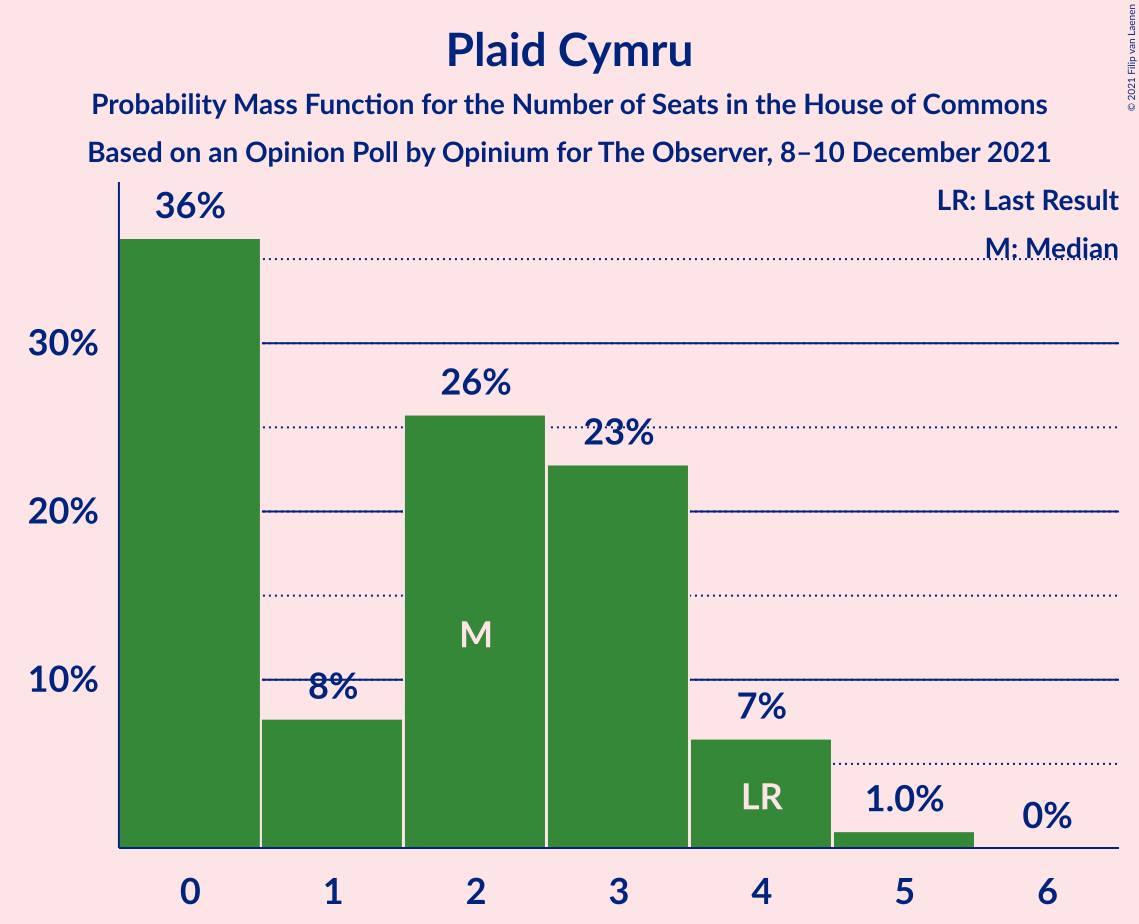 Plaid Cymru
Probability Mass Function for the Number of Seats in the House of Commons
Based on an Opinion Poll by Opinium for The Observer, 8–10 December 2021
© 2021 Filip van Laenen
LR: Last Result
M: Median
36%
30%
26%
23%
20%
M
10%
8%
7%
LR
1.0%
0%
0 1 2 3 4 5 6